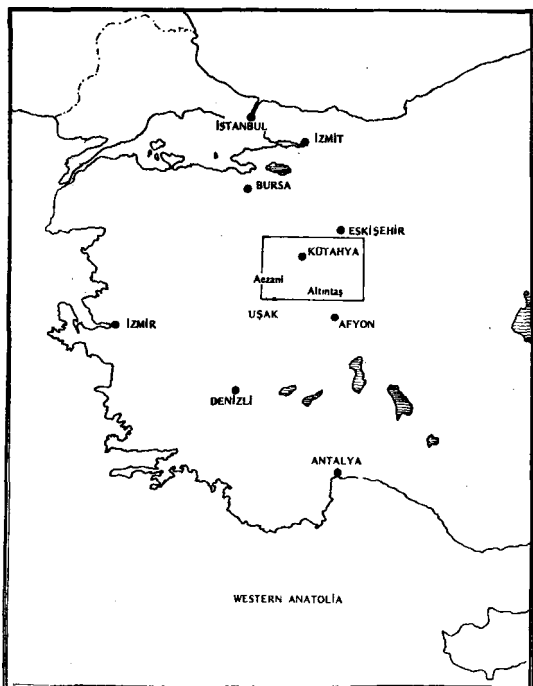 İSTANBUL
İZMİT
BURSA
ESKİŞEHİR
KÜTAHYA
Aezani
Altıntaş
UŞAK
AFYON
İZMİR
DENİZLİ
ANTALYA
WESTERN ANATOLİA